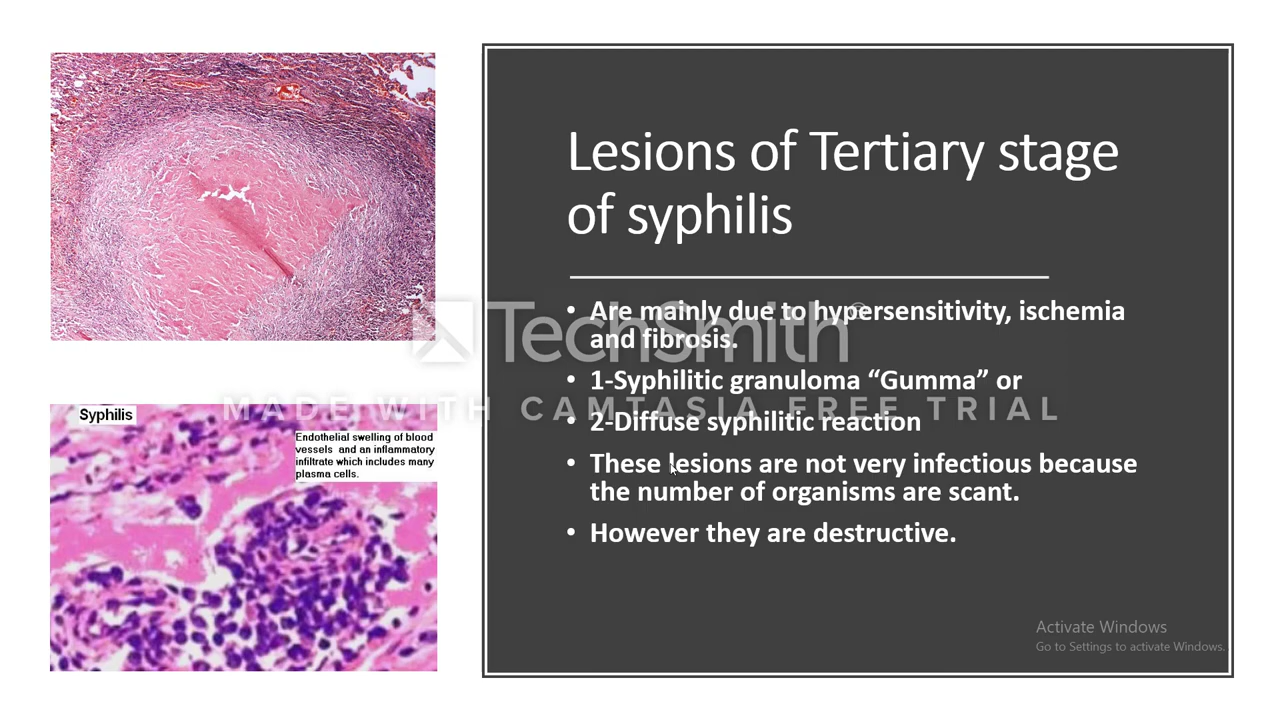 Lesions of Tertiary stage
of syphilis
• Are mainly due to hypersensitivity, ischemia
and fibrosis.
• 1-Syphilitic granuloma “Gumma” or
• 2-Diffuse syphilitic reaction
• These lesions are not very infectious because
the number of organisms are scant.
• However they are destructive.
Syphilis
Endothelial swelling of blood
vessels and an inflammatory
infiltrate which includes many
plasma cells.
TechSmith®
MADE WITH CAMTASIA FREE TRIAL
Activate Windows
Go to Settings to activate Windows.